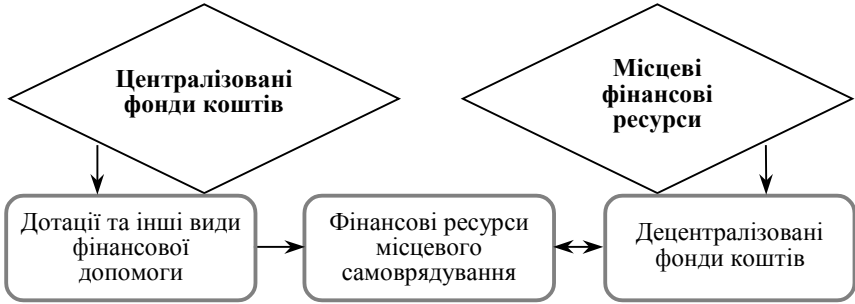 Централізовані
фонди коштів
Місцеві
фінансові
ресурси
Дотації та інші види
фінансової
допомоги
Фінансові ресурси
місцевого
самоврядування
Децентралізовані
фонди коштів